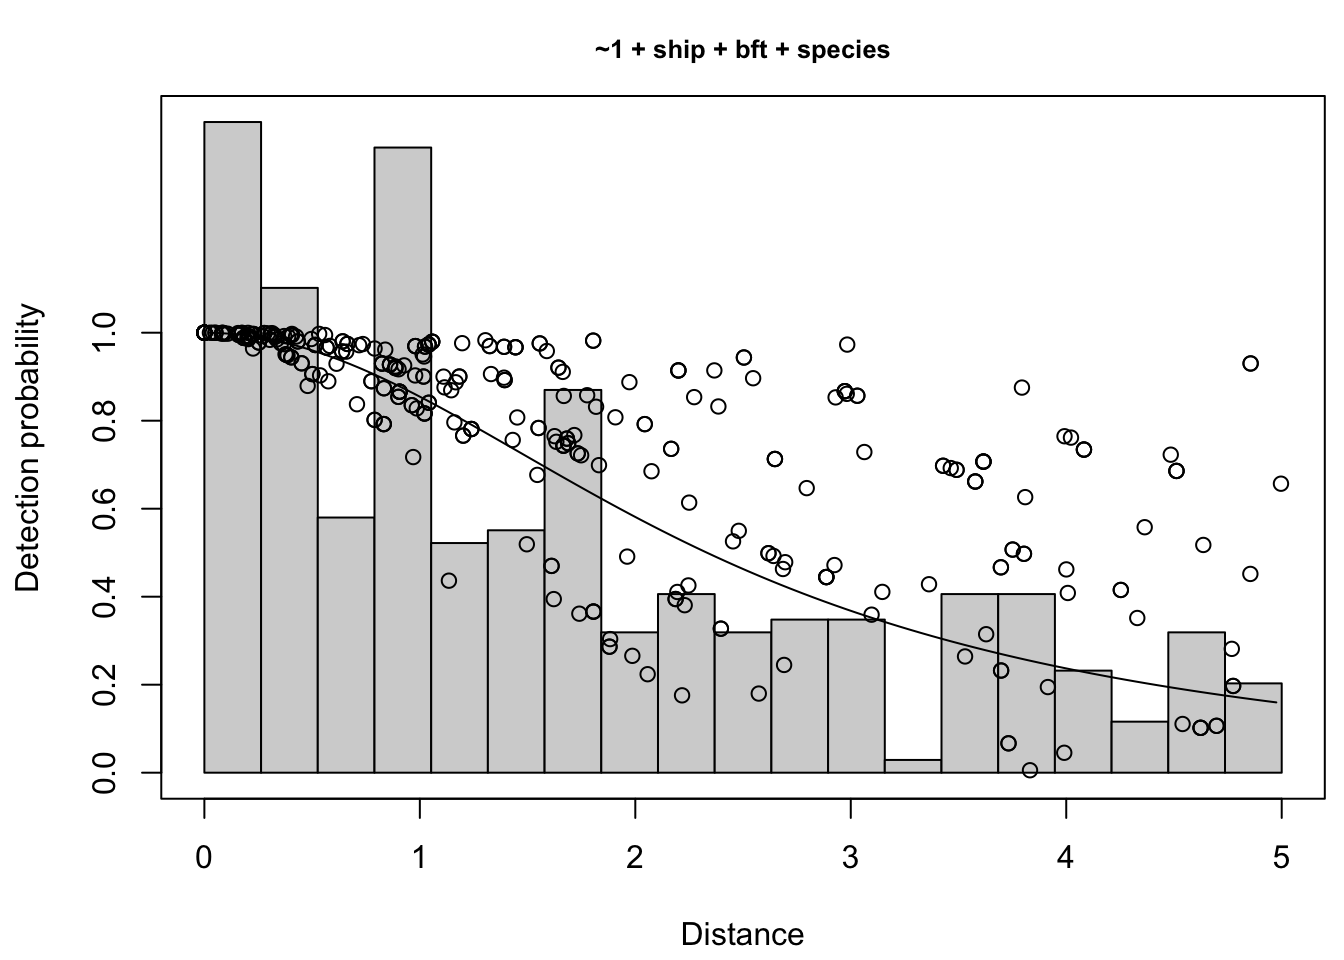 ~1 + ship + bft + species
Detection probability
1.0
0.8
0.6
0.4
0.2
0.0
0 1 2 3 4 5
Distance